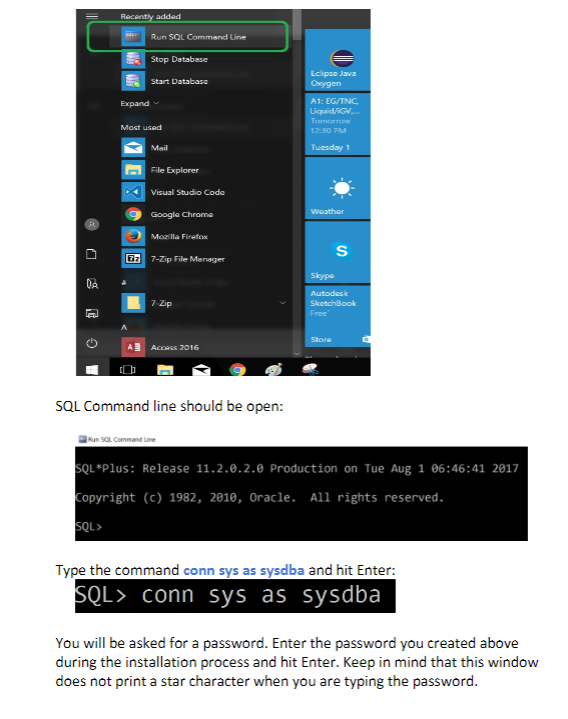 Recently added
Run SQL Command Line
Stop Database
Start Database
Expand
Most used
Mail
File Explorer
Visual Studio Code
Google Chrome
Mozilla Firefox
7-Zip File Manager
#
7-Zip
A
Access 2016
Eclipse Java
Oxygen
A1: EG/TNC,
Liquid/IGV,...
Tomorrow
12:30 PM
Tuesday 1
Weather
Skype
Autodesk
SketchBook
Free*
Store
SQL Command line should be open:
Run SQL Command Line
SQL*Plus: Release 11.2.0.2.0 Production on Tue Aug 1 06:46:41 2017
Copyright (c) 1982, 2010, Oracle. All rights reserved.
SQL>
Type the command conn sys as sysdba and hit Enter:
SQL> conn sys as sysdba
You will be asked for a password. Enter the password you created above
during the installation process and hit Enter. Keep in mind that this window
does not print a star character when you are typing the password.